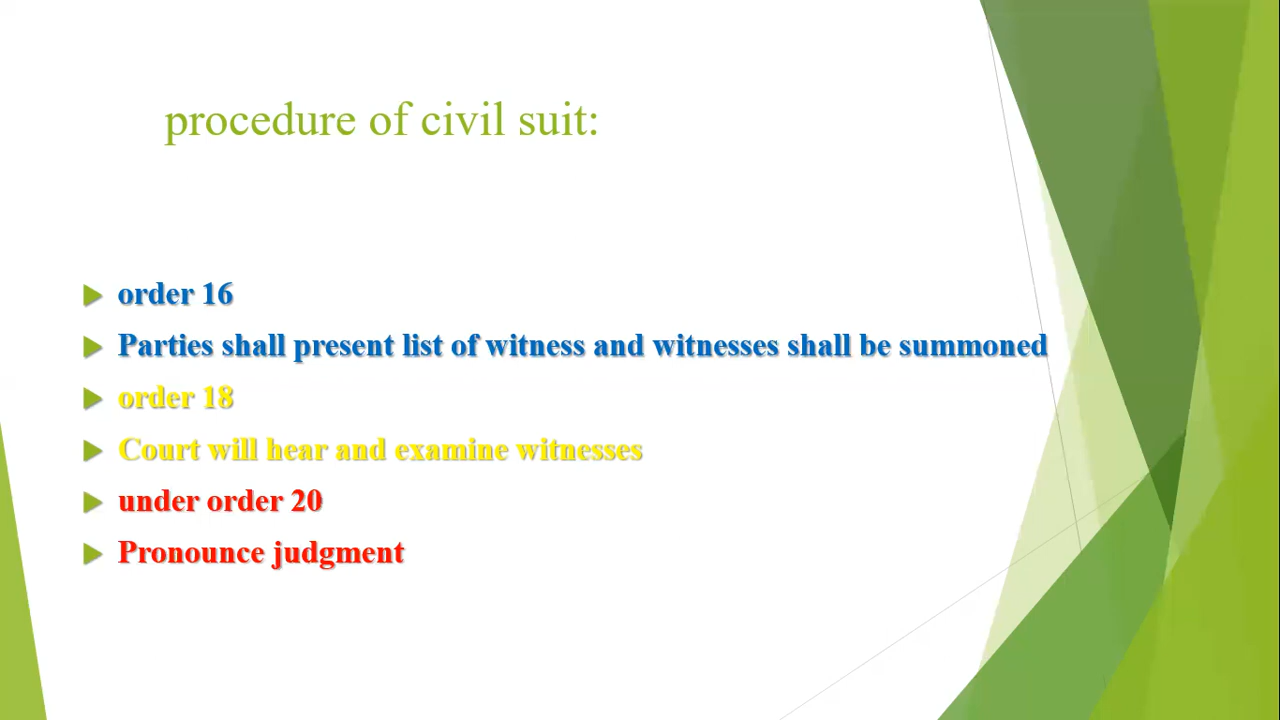 procedure of civil suit:
order 16
Parties shall present list of witness and witnesses shall be summoned
order 18
Court will hear and examine witnesses
under order 20
Pronounce judgment